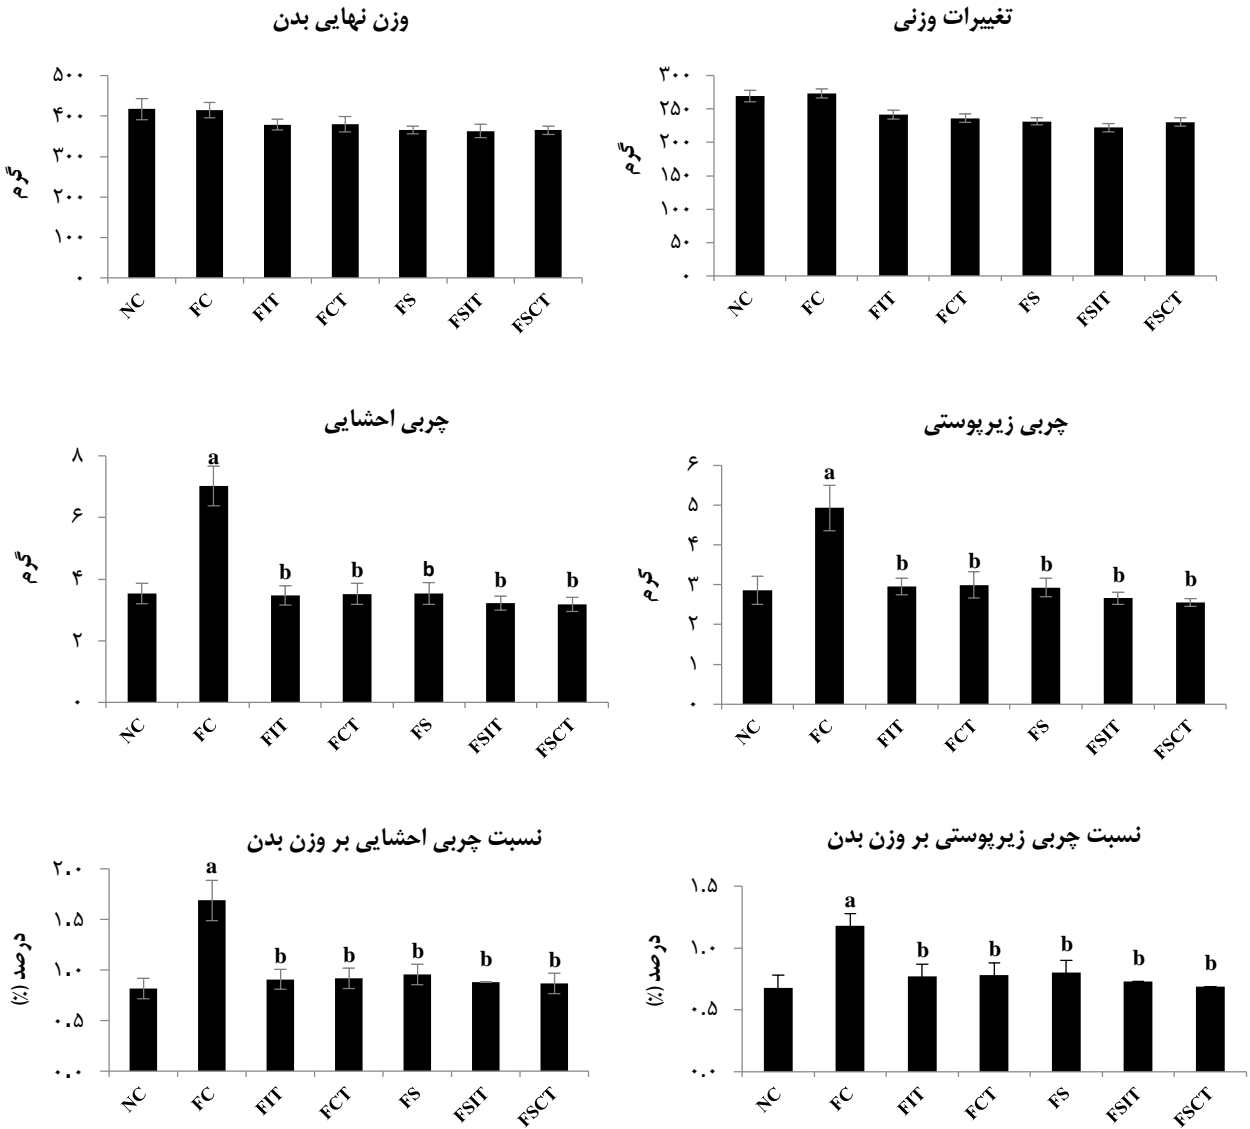 وزن نهایی بدن
گرم
۵۰۰
۴۰۰
۳۰۰
۲۰۰
۱۰۰
۰
NC FC FIT FCT FS FSIT FSCT
تغییرات وزنی
گرم
۳۰۰
۲۵۰
۲۰۰
۱۵۰
۱۰۰
۵۰
۰
NC FC FIT FCT FS FSIT FSCT
چربی احشایی
گرم
۸
۶
۴
۲
۰
a b b b b b
NC FC FIT FCT FS FSIT FSCT
چربی زیرپوستی
گرم
۶
۵
۴
۳
۲
۱
۰
a b b b b b
NC FC FIT FCT FS FSIT FSCT
نسبت چربی احشایی بر وزن بدن
درصد (٪)
۲.۰
۱.۵
۱.۰
۰.۵
۰.۰
a b b b b b
NC FC FIT FCT FS FSIT FSCT
نسبت چربی زیرپوستی بر وزن بدن
درصد (٪)
۱.۵
۱.۰
۰.۵
۰.۰
a b b b b b
NC FC FIT FCT FS FSIT FSCT